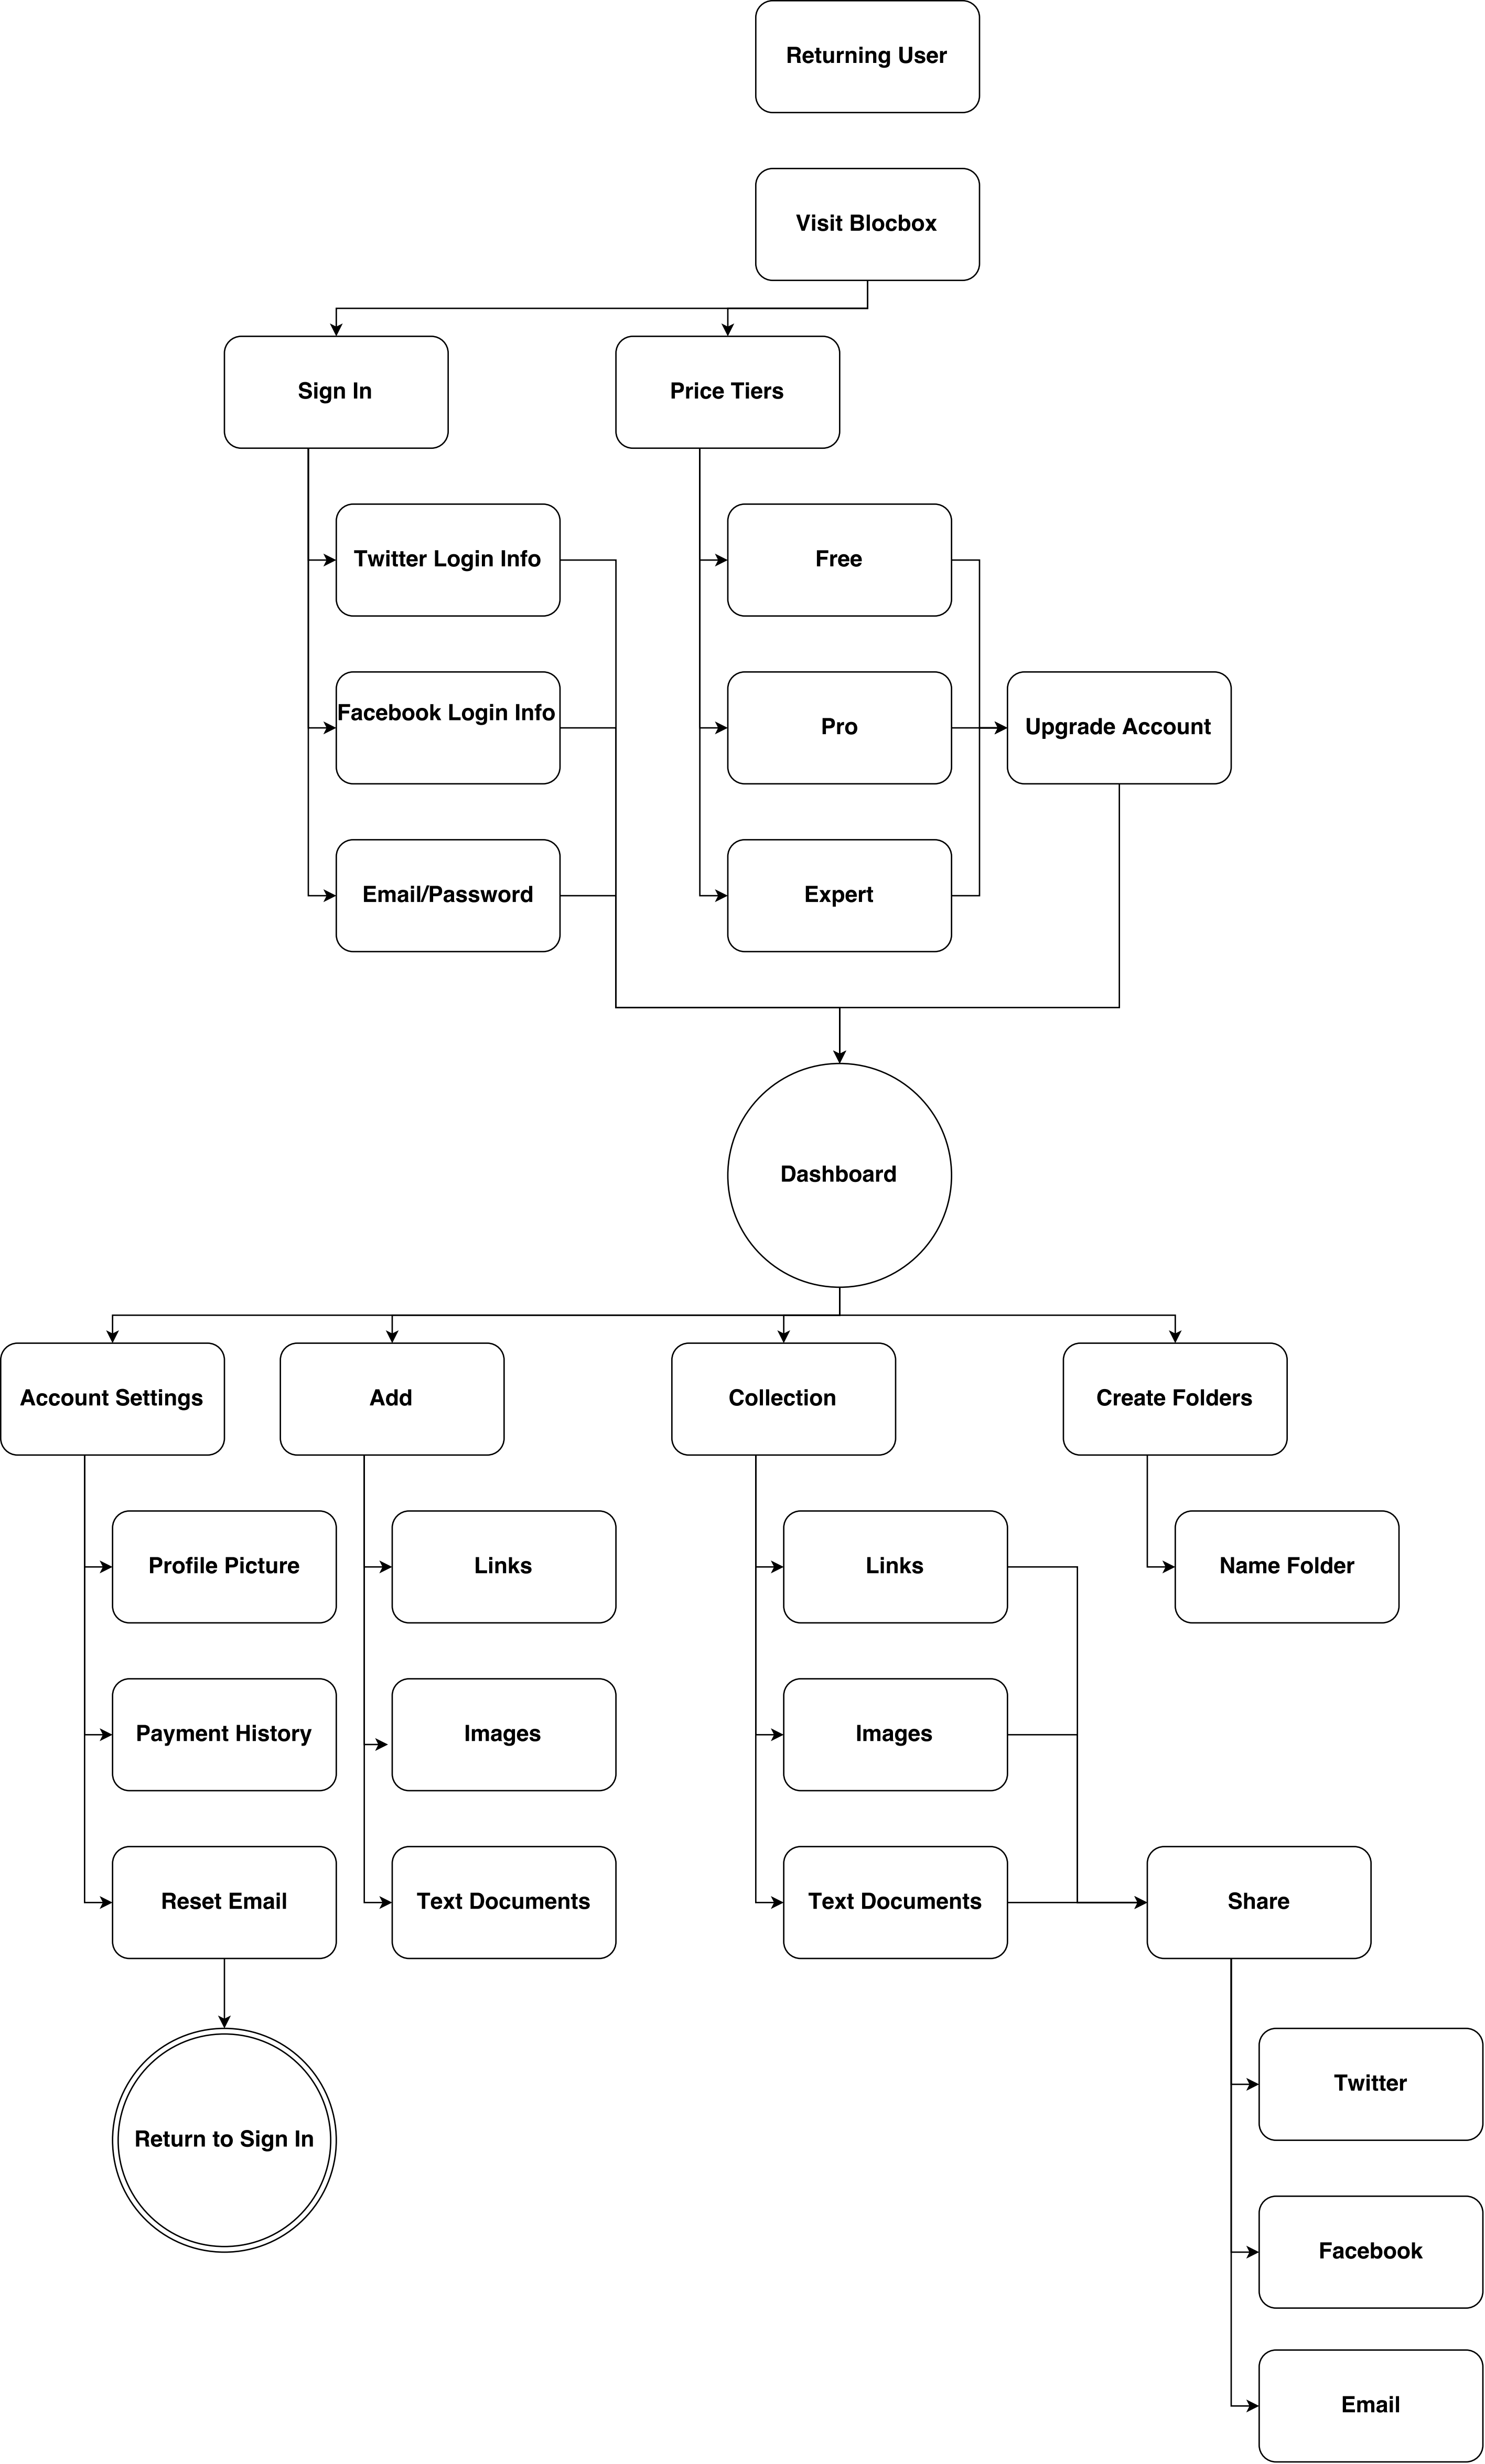 Returning User
Visit Blocbox
Sign In
Price Tiers
Twitter Login Info
Free
Facebook Login Info
Pro
Upgrade Account
Email/Password
Expert
Dashboard
Account Settings
Add
Collection
Create Folders
Profile Picture
Links
Links
Name Folder
Payment History
Images
Images
Reset Email
Text Documents
Text Documents
Share
Twitter
Return to Sign In
Facebook
Email